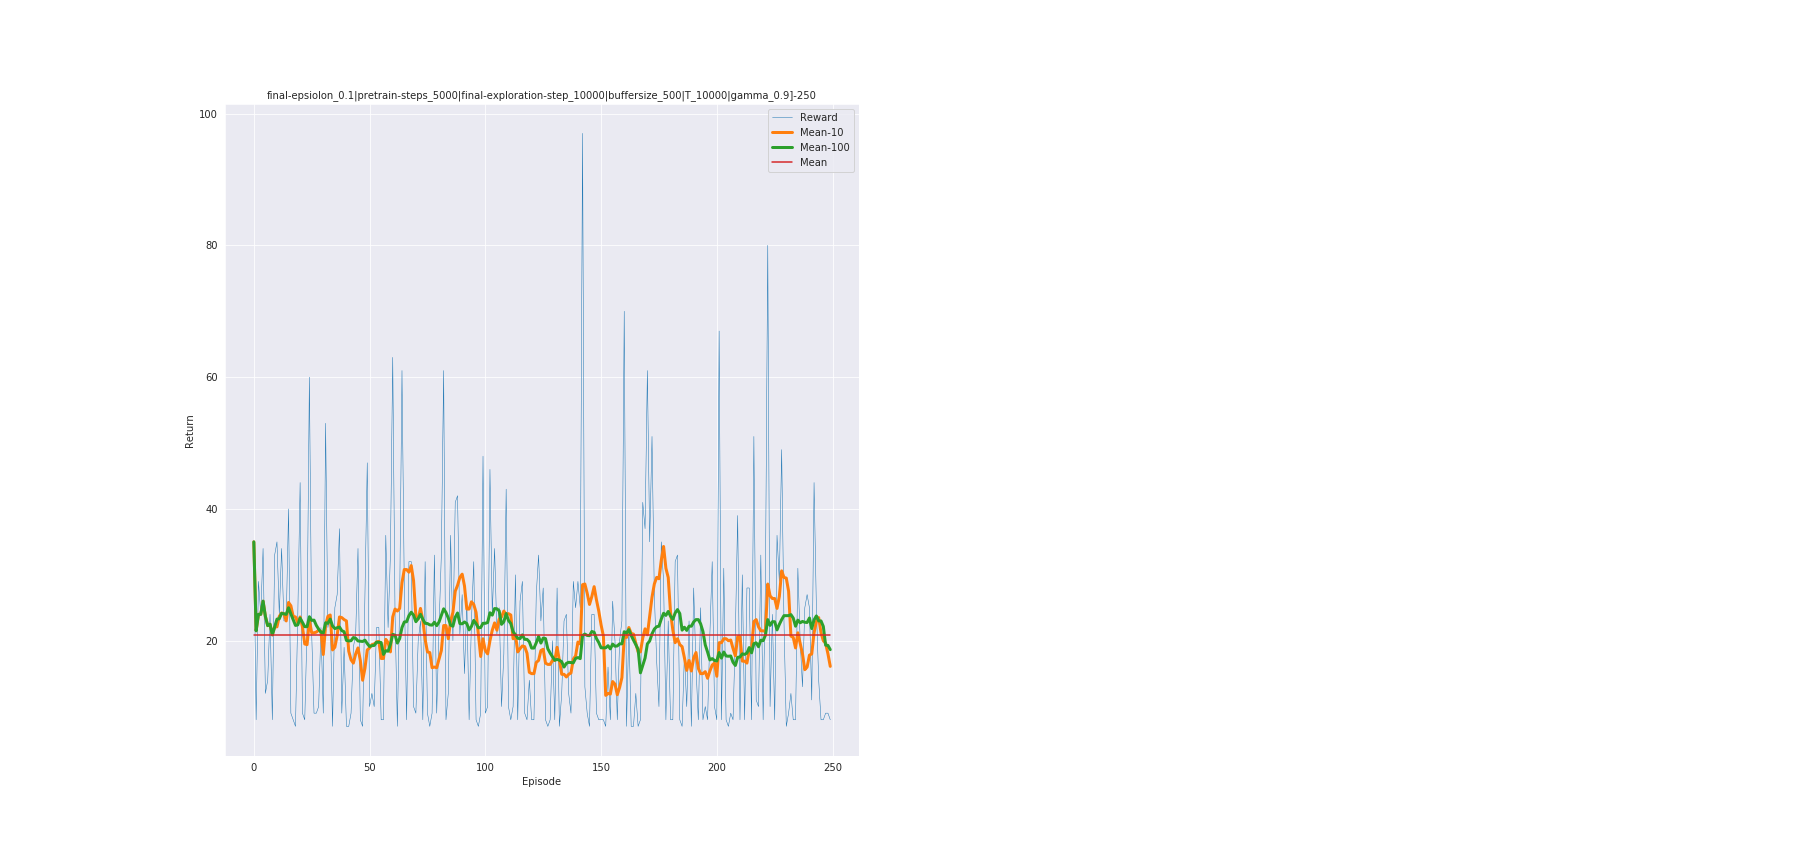 final-epsiolon_0.1|pretrain-steps_5000|final-exploration-step_10000|buffersize_500|T_10000|gamma_0.9]-250
Reward
Mean-10
Mean-100
Mean
100
80
60
40
20
Return
0 50 100 150 200 250
Episode